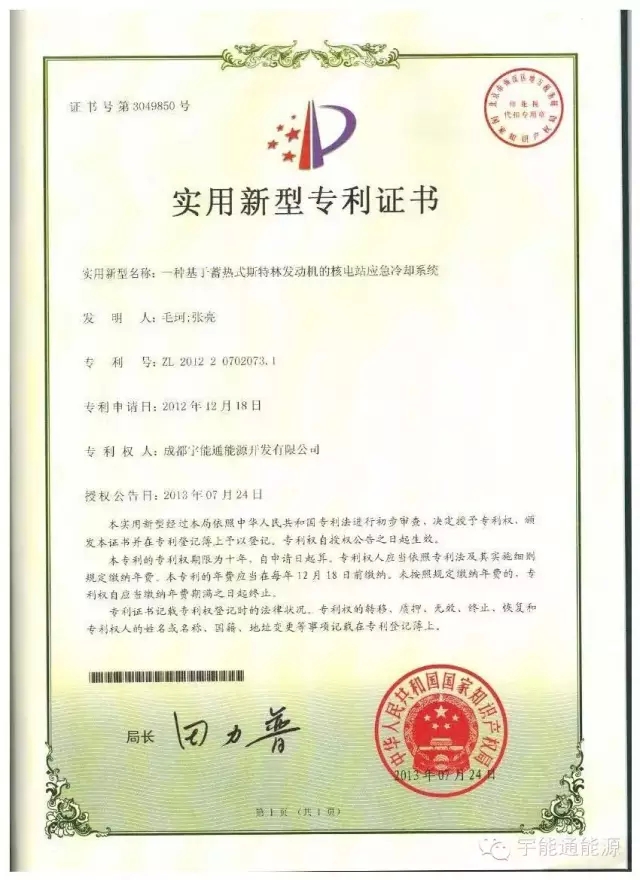 证书号第3049850号
印花税
代扣专用章
国家知识产权局
实用新型专利证书
实用新型名称：一种基于蓄热式斯特林发动机的核电站应急冷却系统
发明人：毛坷;张亮
专利号：ZL 2012 2 0702073.1
专利申请日：2012年12月18日
专利权人：成都宇能通能源开发有限公司
授权公告日：2013年07月24日
本实用新型经过本局依照中华人民共和国专利法进行初步审查，决定授予专利权，颁
发本证书并在专利登记簿上予以登记。专利权自授权公告之日起生效。
本专利的专利权期限为十年，自申请日起算。专利权人应当依照专利法及其实施细则
规定缴纳年费。本专利的年费应当在每年12月18日前缴纳。未按照规定缴纳年费的，专
利权自应当缴纳年费期满之日起终止。
专利证书记载专利权登记时的法律状况。专利权的转移、质押、无效、终止、恢复和
专利权人的姓名或名称、国籍、地址变更等事项记载在专利登记簿上。
局长 田力普
中华人民共和国国家知识产权局
2013年07月24日
第1页（共1页）
宇能通能源